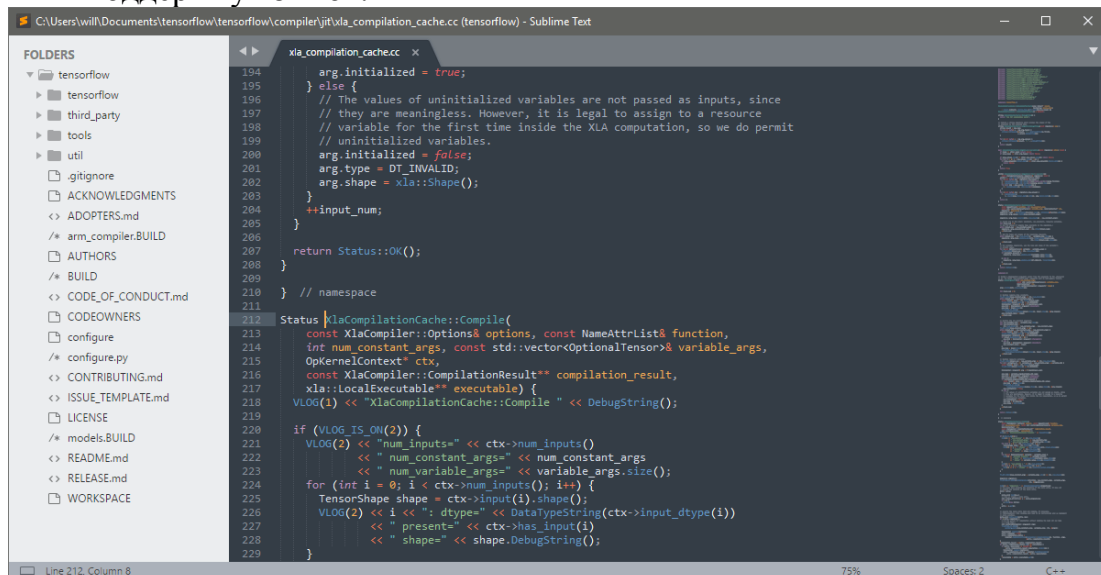 C:\Users\will\Documents\tensorflow\tensorflow\compiler\jit\xla_compilation_cache.cc (tensorflow) - Sublime Text
FOLDERS
tensorflow
tensorflow
third_party
tools
util
.gitignore
ACKNOWLEDGMENTS
<> ADOPTERS.md
/* arm_compiler.BUILD
AUTHORS
/* BUILD
<> CODE_OF_CONDUCT.md
CODEOWNERS
configure
/* configure.py
<> CONTRIBUTING.md
<> ISSUE_TEMPLATE.md
LICENSE
/* models.BUILD
<> README.md
<> RELEASE.md
WORKSPACE
xla_compilation_cache.cc ×
194 arg.initialized = true;
195 } else {
196 // The values of uninitialized variables are not passed as inputs, since
197 // they are meaningless. However, it is legal to assign to a resource
198 // variable for the first time inside the XLA computation, so we do permit
199 // uninitialized variables.
200 arg.initialized = false;
201 arg.type = DT_INVALID;
202 arg.shape = xla::Shape();
203 }
204 ++input_num;
205 }
206
207 return Status::OK();
208 }
209
210 } // namespace
211
212 Status XlaCompilationCache::Compile(
213 const XlaCompiler::Options& options, const NameAttrList& function,
214 int num_constant_args, const std::vector<OptionalTensor>& variable_args,
215 OpKernelContext* ctx,
216 const XlaCompiler::CompilationResult** compilation_result,
217 xla::LocalExecutable** executable) {
218 VLOG(1) << "XlaCompilationCache::Compile " << DebugString();
219
220 if (VLOG_IS_ON(2)) {
221 VLOG(2) << "num_inputs=" << ctx->num_inputs()
222 << " num_constant_args=" << num_constant_args
223 << " num_variable_args=" << variable_args.size();
224 for (int i = 0; i < ctx->num_inputs(); i++) {
225 TensorShape shape = ctx->input(i).shape();
226 VLOG(2) << i << ": dtype=" << DataTypeString(ctx->input_dtype(i))
227 << " present=" << ctx->has_input(i)
228 << " shape=" << shape.DebugString();
229 }
Line 212, Column 8 75% Spaces: 2 C++